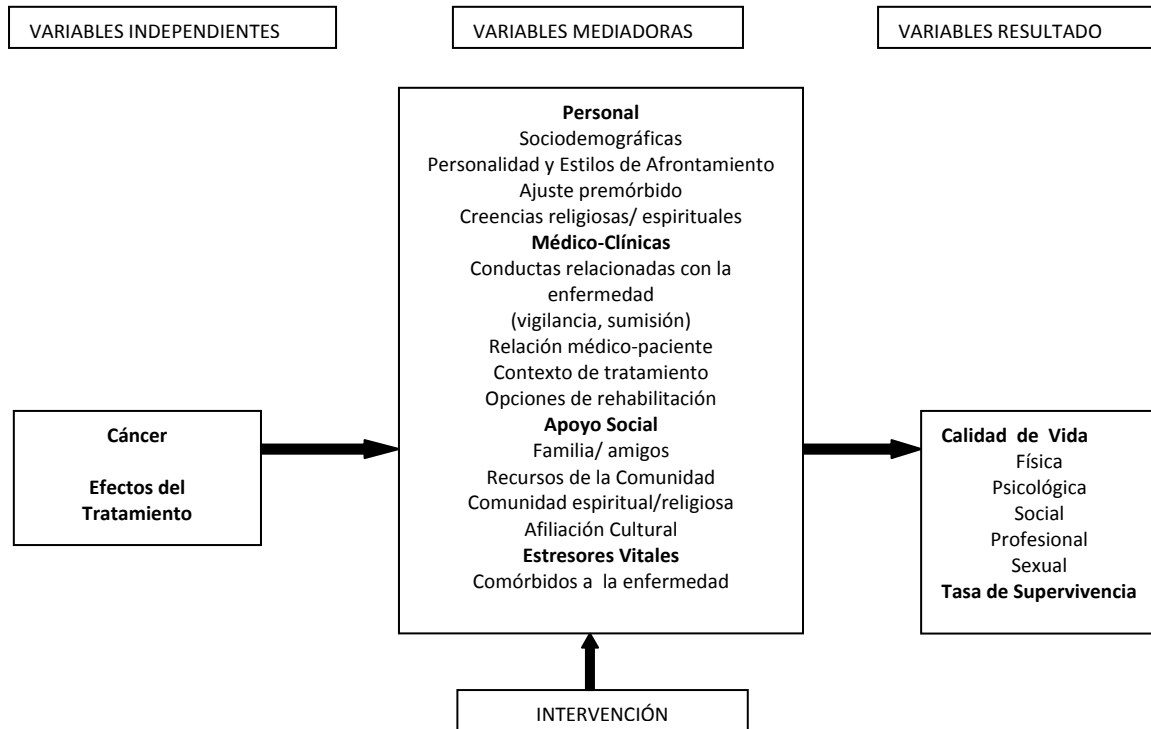 VARIABLES INDEPENDIENTES
VARIABLES MEDIADORAS
VARIABLES RESULTADO
Personal
Sociodemográficas
Personalidad y Estilos de Afrontamiento
Ajuste premórbido
Creencias religiosas/ espirituales
Médico-Clínicas
Conductas relacionadas con la
enfermedad
(vigilancia, sumisión)
Relación médico-paciente
Contexto de tratamiento
Opciones de rehabilitación
Apoyo Social
Familia/ amigos
Recursos de la Comunidad
Comunidad espiritual/religiosa
Afiliación Cultural
Estresores Vitales
Comórbidos a la enfermedad
Cáncer
Efectos del
Tratamiento
Calidad de Vida
Física
Psicológica
Social
Profesional
Sexual
Tasa de Supervivencia
INTERVENCIÓN